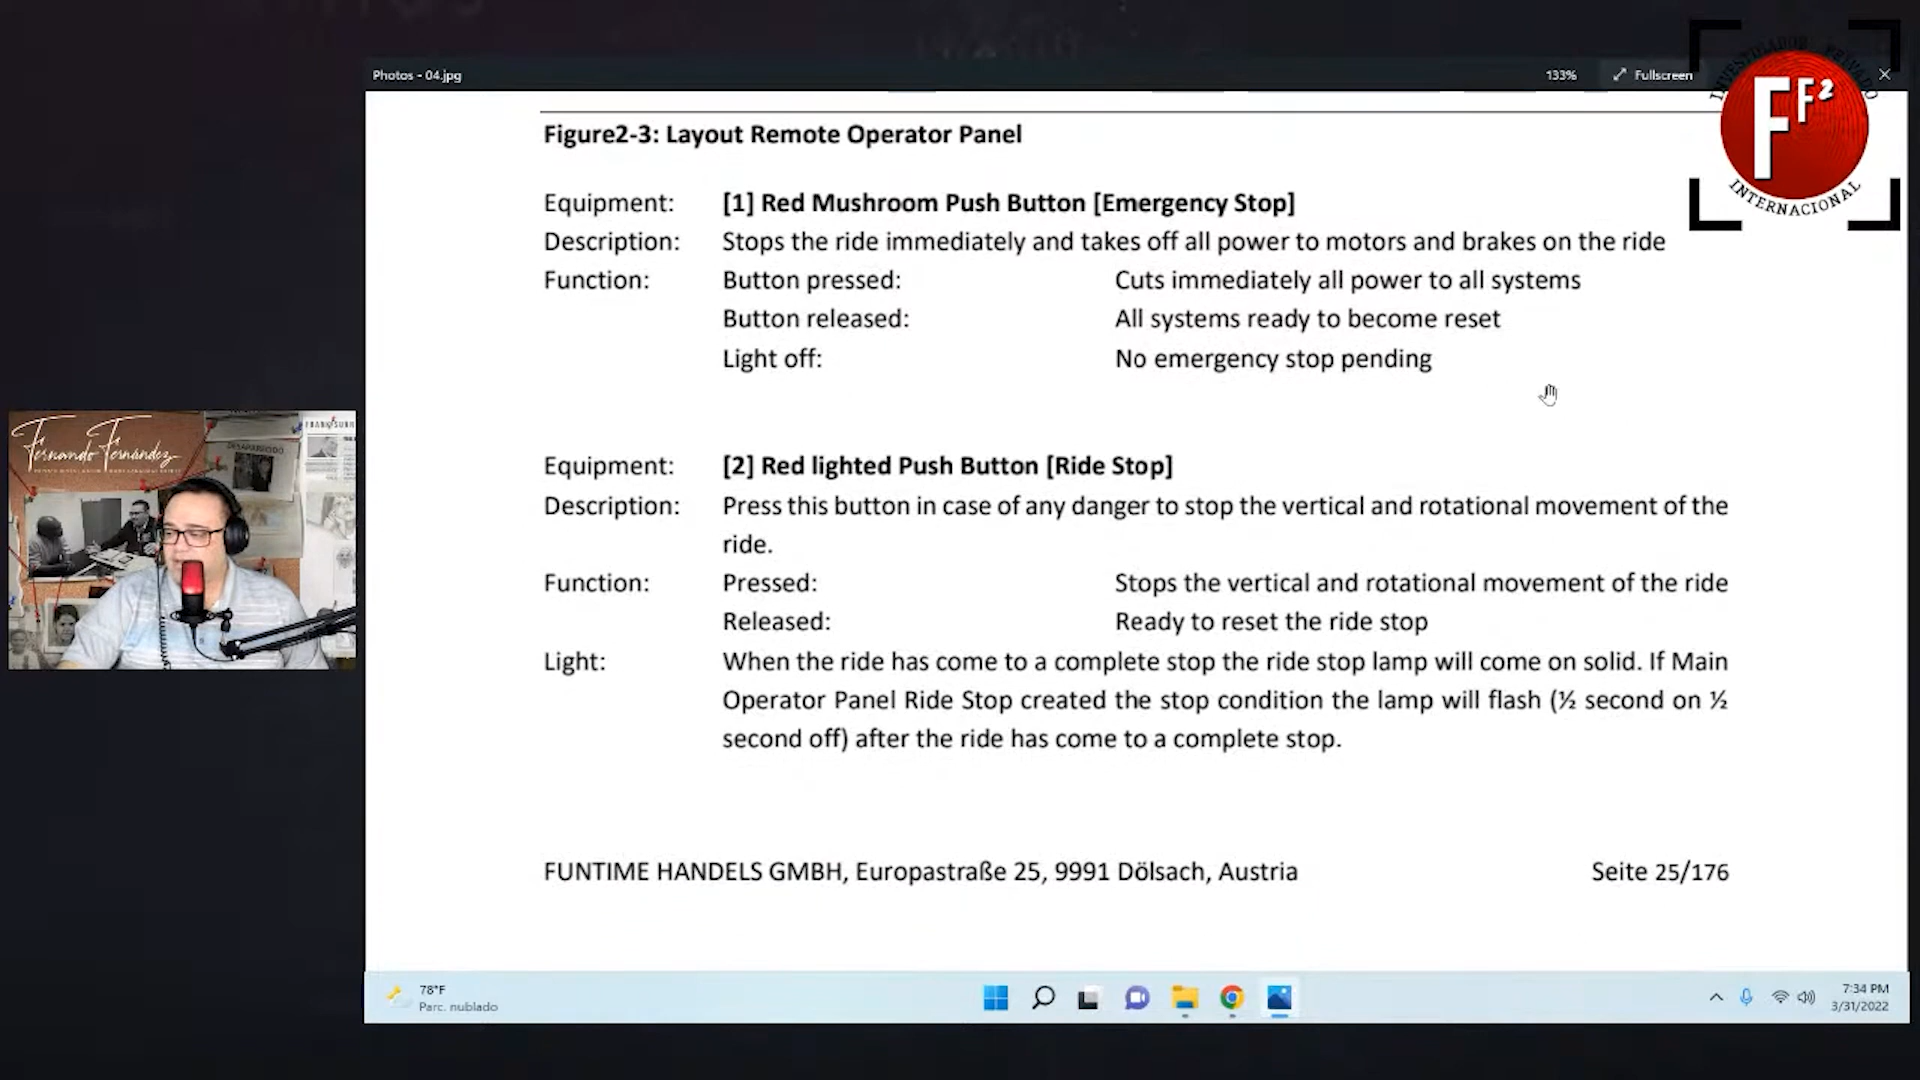 Photos - 04.jpg
133%
Fullscreen
INVESTIGADOR PRIVADO
FF2
INTERNACIONAL
Figure2-3: Layout Remote Operator Panel
Equipment: [1] Red Mushroom Push Button [Emergency Stop]
Description: Stops the ride immediately and takes off all power to motors and brakes on the ride
Function: Button pressed: Cuts immediately all power to all systems
Button released: All systems ready to become reset
Light off: No emergency stop pending
Equipment: [2] Red lighted Push Button [Ride Stop]
Description: Press this button in case of any danger to stop the vertical and rotational movement of the
ride.
Function: Pressed: Stops the vertical and rotational movement of the ride
Released: Ready to reset the ride stop
Light: When the ride has come to a complete stop the ride stop lamp will come on solid. If Main
Operator Panel Ride Stop created the stop condition the lamp will flash (½ second on ½
second off) after the ride has come to a complete stop.
FUNTIME HANDELS GMBH, Europastraße 25, 9991 Dölsach, Austria Seite 25/176
Fernando Fernandez
DESAPARECIDO
78°F
Parc. nublado
7:34 PM
3/31/2022